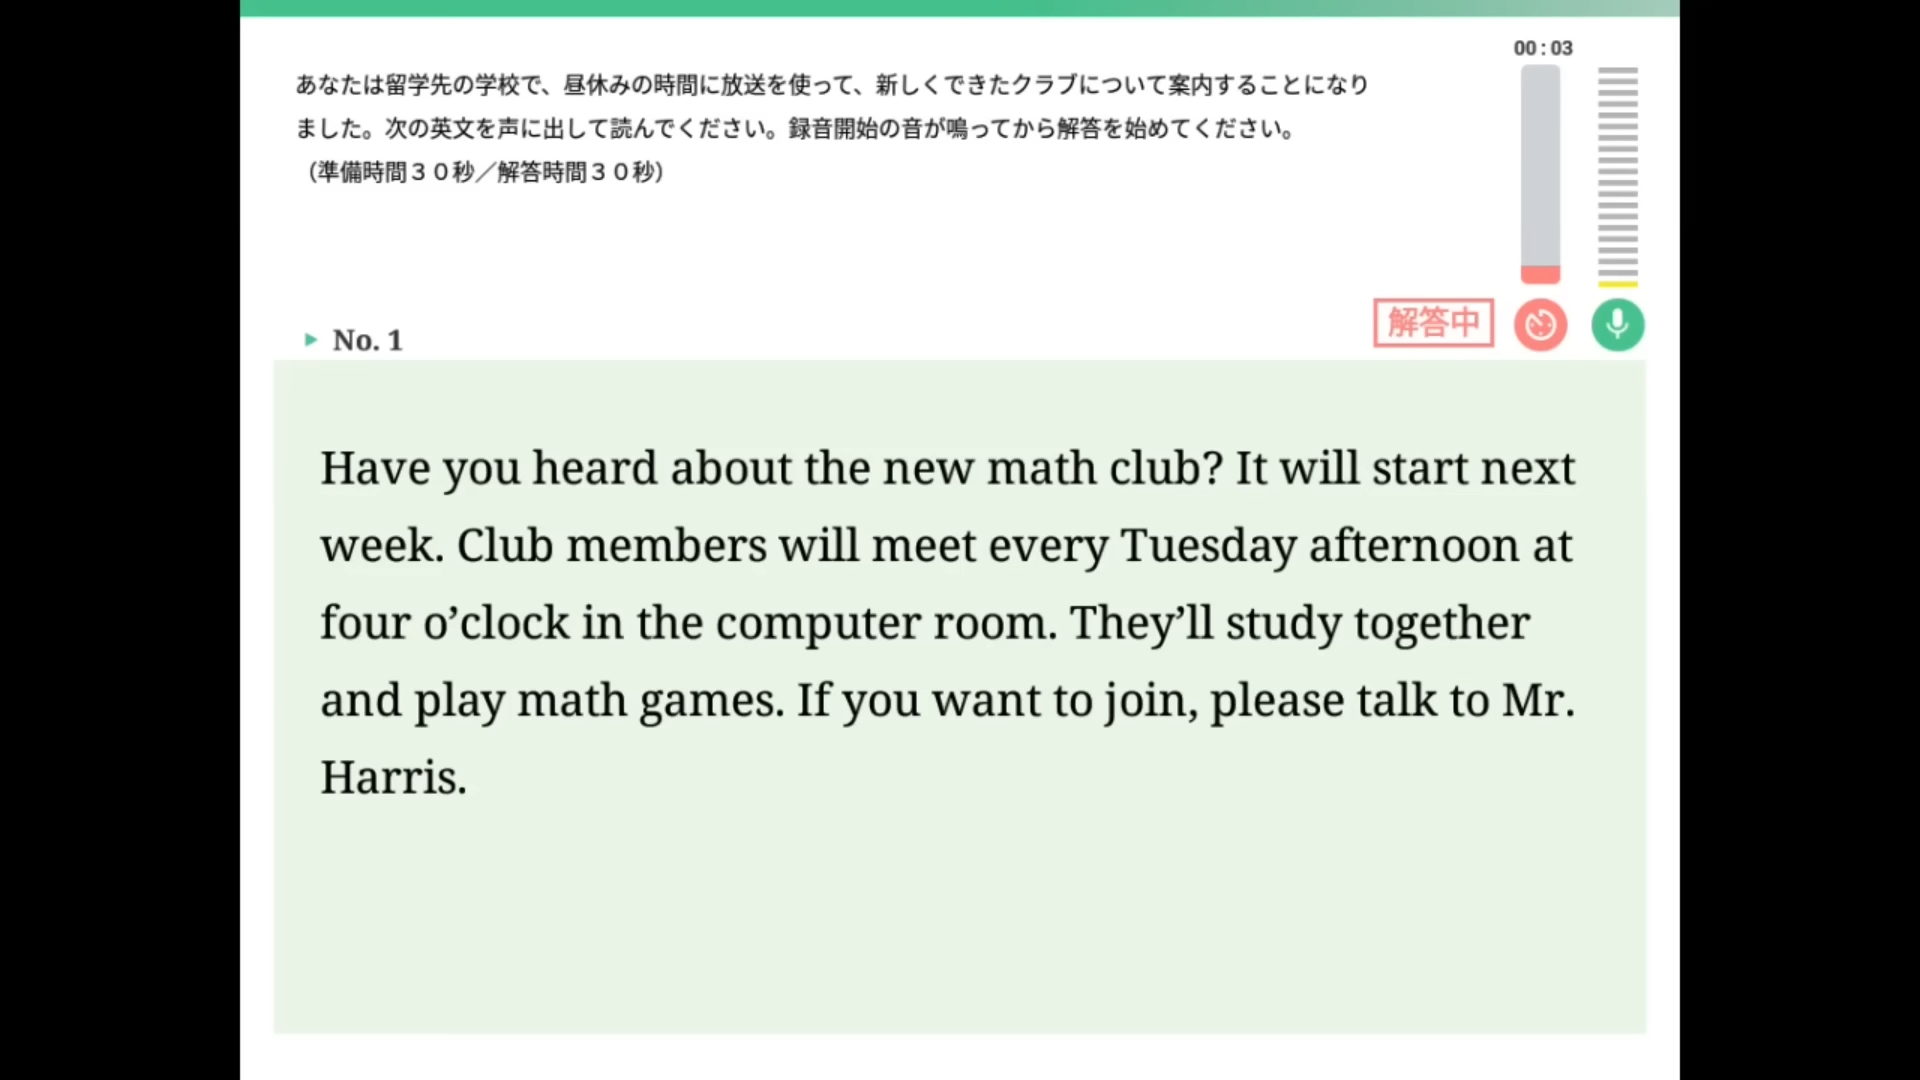 00:03
あなたは留学先の学校で、昼休みの時間に放送を使って、新しくできたクラブについて案内することになり
ました。次の英文を声に出して読んでください。録音開始の音が鳴ってから解答を始めてください。
（準備時間３０秒／解答時間３０秒）
解答中
No. 1
Have you heard about the new math club? It will start next
week. Club members will meet every Tuesday afternoon at
four o’clock in the computer room. They’ll study together
and play math games. If you want to join, please talk to Mr.
Harris.